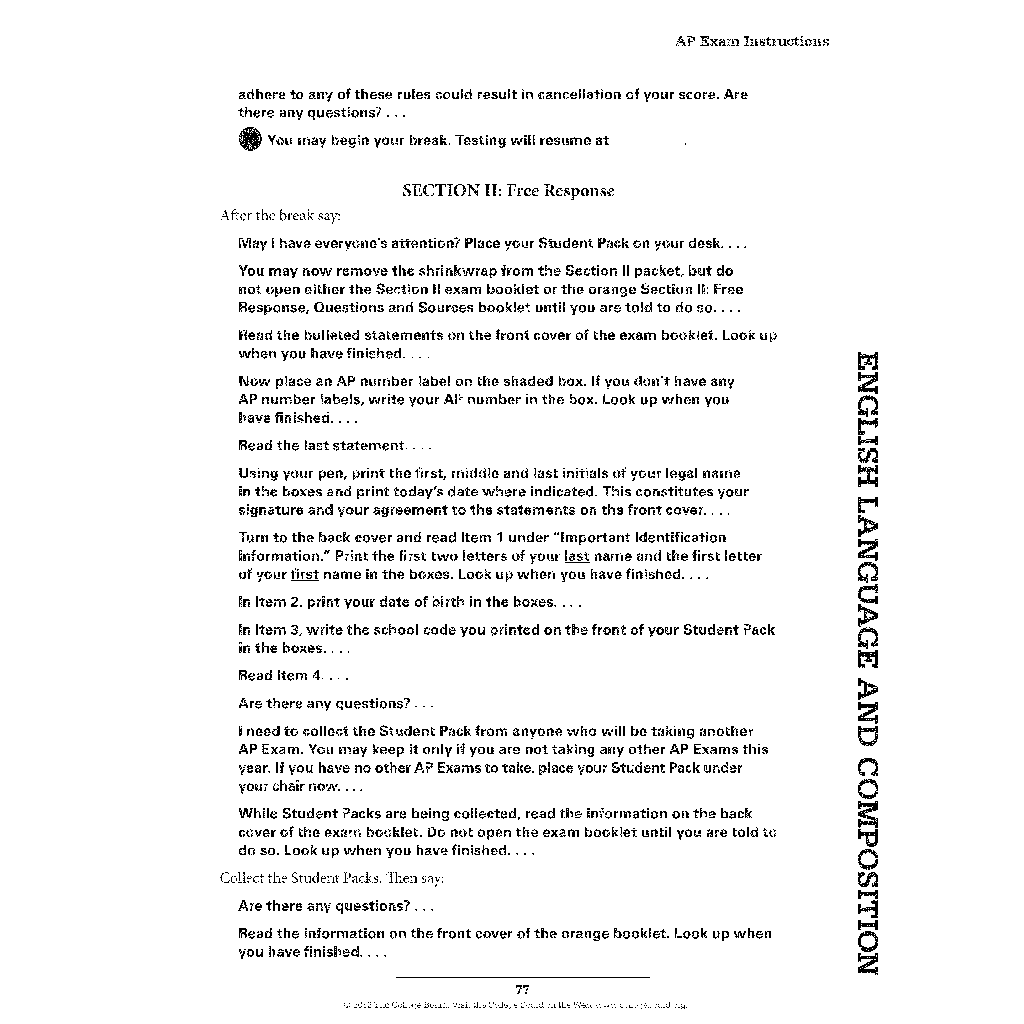 AP Exam Instructions
adhere to any of these rules could result in cancellation of your score. Are
there any questions? . . .
You may begin your break. Testing will resume at .
SECTION II: Free Response
After the break say:
May I have everyone's attention? Place your Student Pack on your desk. . . .
You may now remove the shrinkwrap from the Section II packet, but do
not open either the Section II exam booklet or the orange Section II: Free
Response, Questions and Sources booklet until you are told to do so. . . .
Read the bulleted statements on the front cover of the exam booklet. Look up
when you have finished. . . .
Now place an AP number label on the shaded box. If you don't have any
AP number labels, write your AP number in the box. Look up when you
have finished. . . .
Read the last statement. . . .
Using your pen, print the first, middle and last initials of your legal name
in the boxes and print today's date where indicated. This constitutes your
signature and your agreement to the statements on the front cover. . . .
Turn to the back cover and read Item 1 under “Important Identification
Information.” Print the first two letters of your last name and the first letter
of your first name in the boxes. Look up when you have finished. . . .
In Item 2, print your date of birth in the boxes. . . .
In Item 3, write the school code you printed on the front of your Student Pack
in the boxes. . . .
Read Item 4. . . .
Are there any questions? . . .
I need to collect the Student Pack from anyone who will be taking another
AP Exam. You may keep it only if you are not taking any other AP Exams this
year. If you have no other AP Exams to take, place your Student Pack under
your chair now. . . .
While Student Packs are being collected, read the information on the back
cover of the exam booklet. Do not open the exam booklet until you are told to
do so. Look up when you have finished. . . .
Collect the Student Packs. Then say:
Are there any questions? . . .
Read the information on the front cover of the orange booklet. Look up when
you have finished. . . .
77
© 2012 The College Board. Visit the College Board on the Web: www.collegeboard.org.
ENGLISH LANGUAGE AND COMPOSITION